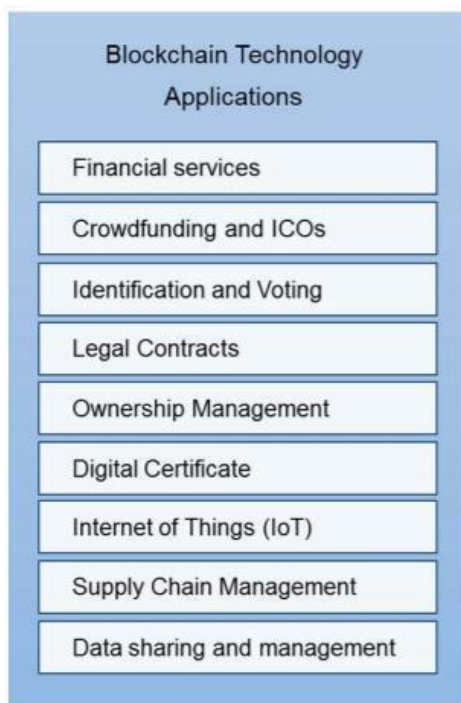 Blockchain Technology
Applications
Financial services
Crowdfunding and ICOs
Identification and Voting
Legal Contracts
Ownership Management
Digital Certificate
Internet of Things (IoT)
Supply Chain Management
Data sharing and management